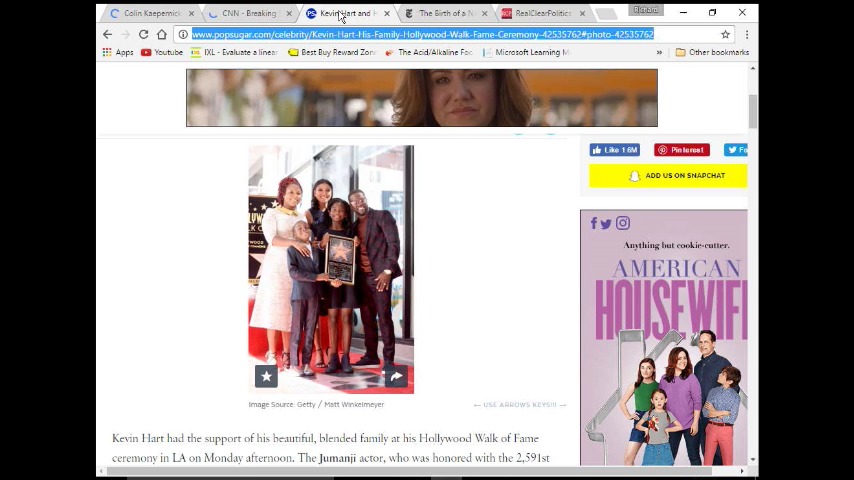 Colin Kaepernick
CNN - Breaking
PS
Kevin Hart and H
The Birth of a N
RealClearPolitics
Richard
www.popsugar.com/celebrity/Kevin-Hart-His-Family-Hollywood-Walk-Fame-Ceremony-42535762#photo-42535762
Apps
Youtube
IXL - Evaluate a linear
Best Buy Reward Zone
The Acid/Alkaline Foo
Microsoft Learning M
Other bookmarks
Like 1.6M
Pinterest
ADD US ON SNAPCHAT
Anything but cookie-cutter.
AMERICAN
HOUSEWIFE
Image Source: Getty / Matt Winkelmeyer
← USE ARROWS KEYS!!! →
Kevin Hart had the support of his beautiful, blended family at his Hollywood Walk of Fame
ceremony in LA on Monday afternoon. The Jumanji actor, who was honored with the 2,591st